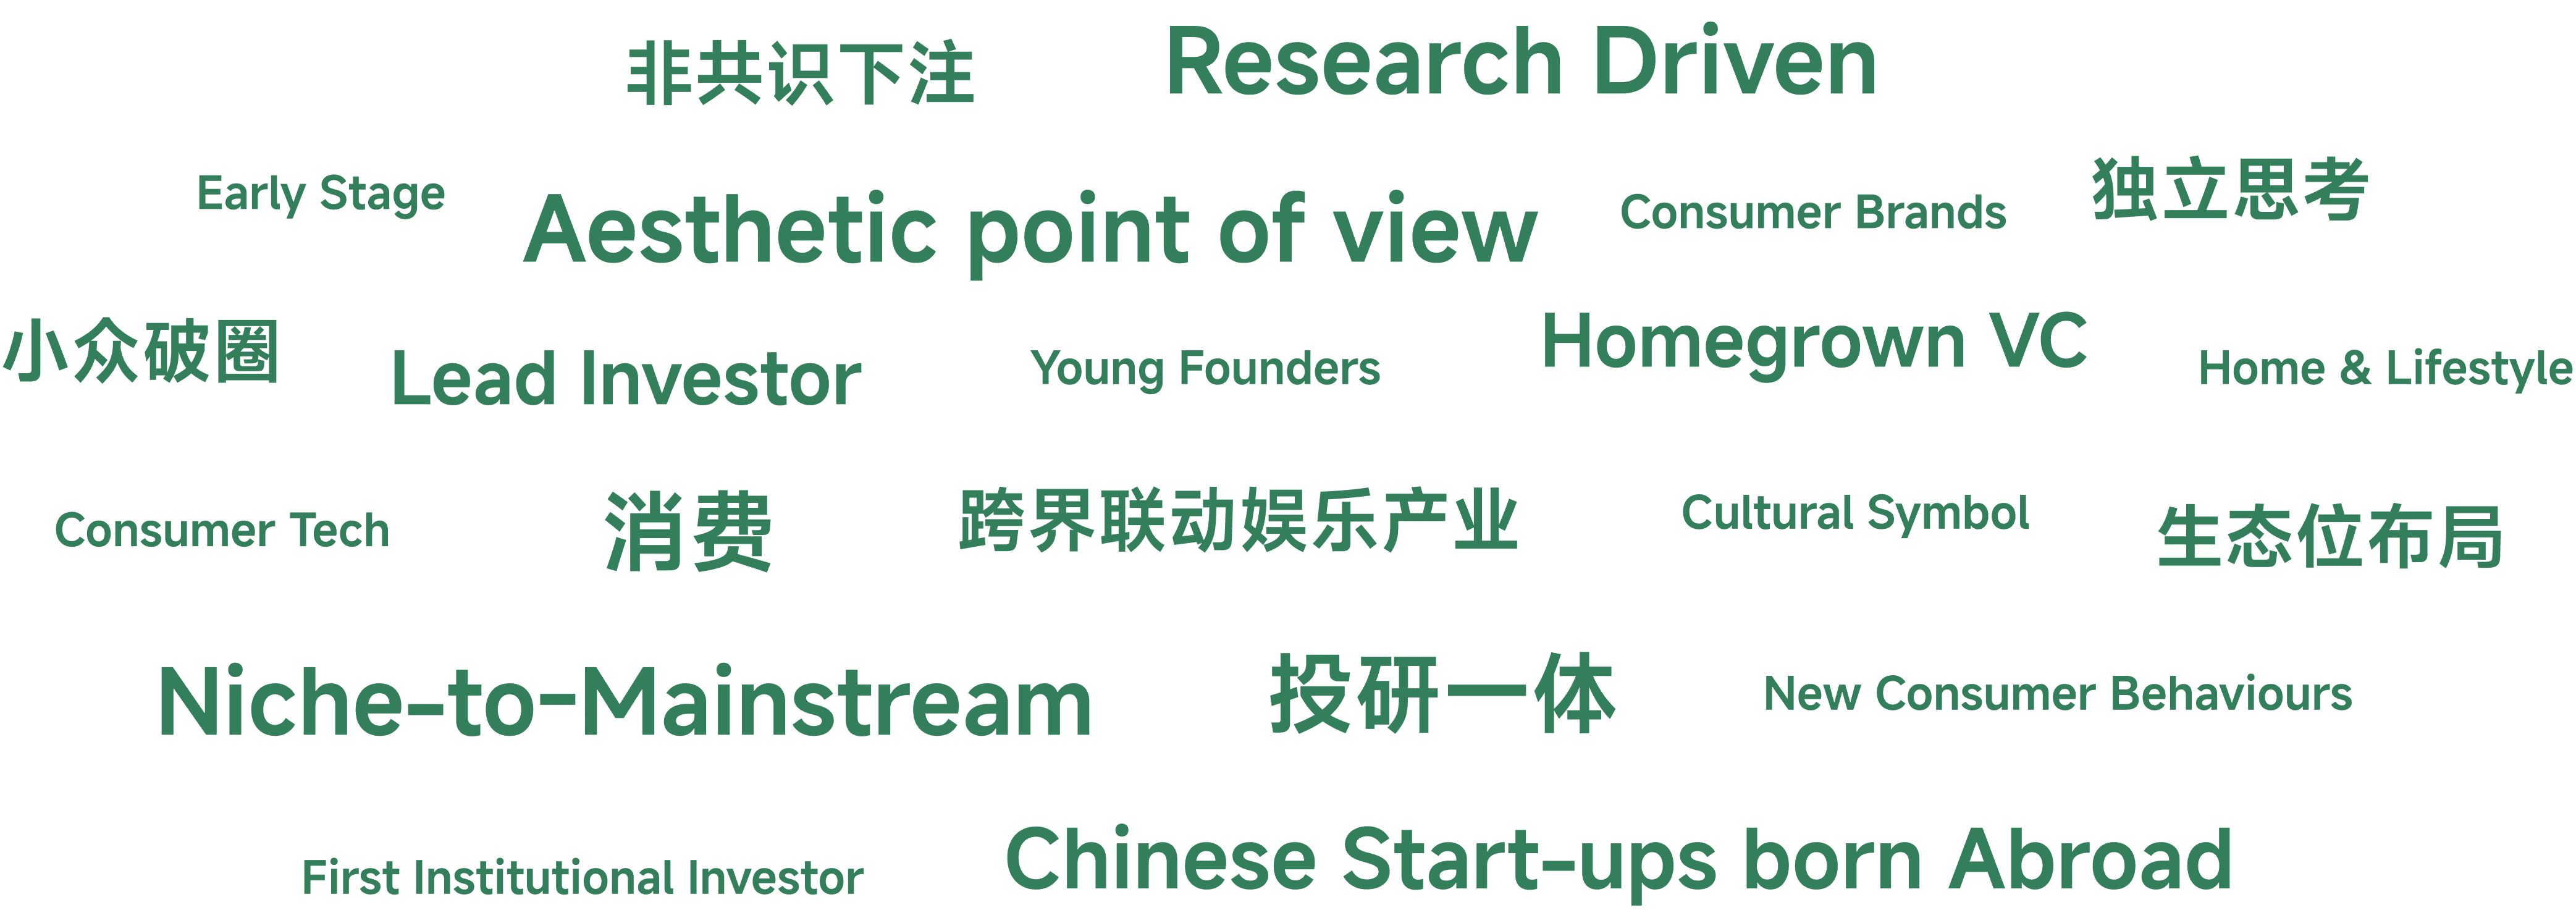 非共识下注
Research Driven
Early Stage
Aesthetic point of view
Consumer Brands
独立思考
小众破圈
Lead Investor
Young Founders
Homegrown VC
Home & Lifestyle
Consumer Tech
消费
跨界联动娱乐产业
Cultural Symbol
生态位布局
Niche-to-Mainstream
投研一体
New Consumer Behaviours
First Institutional Investor
Chinese Start-ups born Abroad